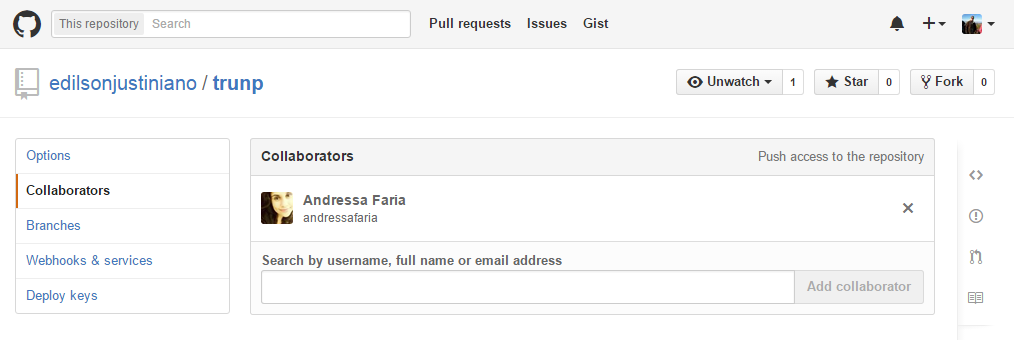 This repository Search Pull requests Issues Gist
edilsonjustiniano / trunp Unwatch 1 Star 0 Fork 0
Options
Collaborators
Branches
Webhooks & services
Deploy keys
Collaborators Push access to the repository
Andressa Faria
andressafaria
Search by username, full name or email address
Add collaborator